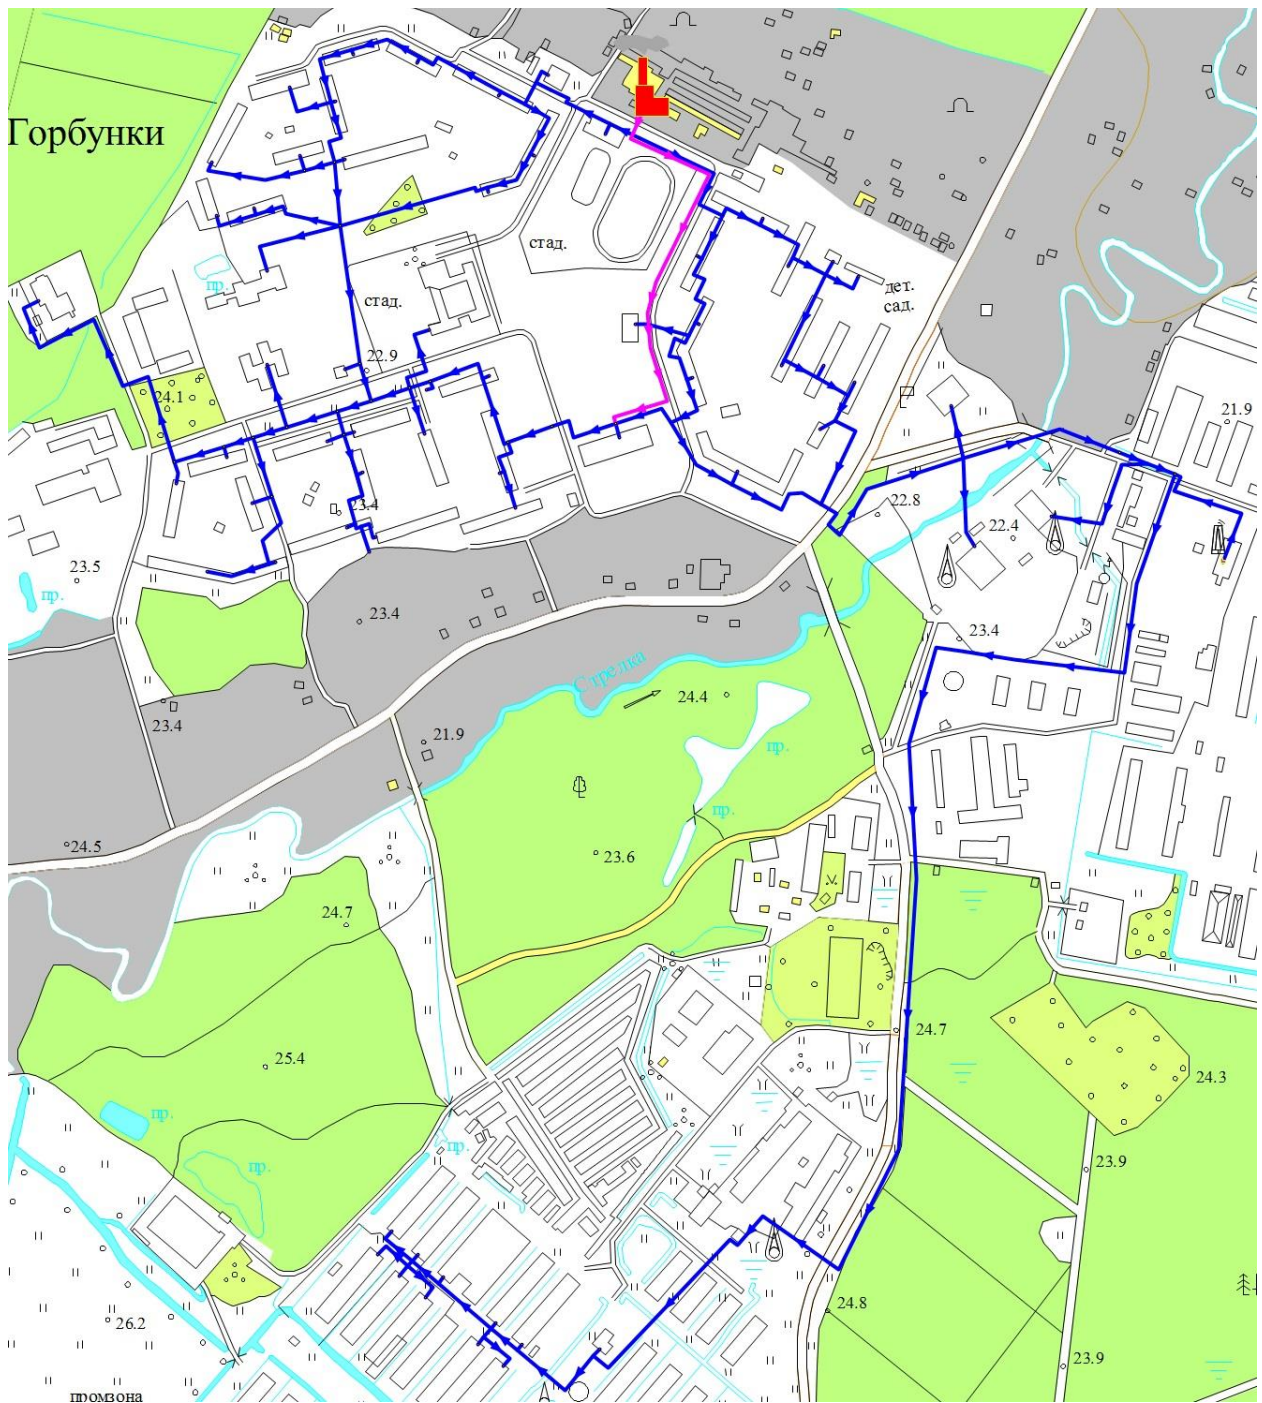 Горбунки
стад.
пр.
дет.
сад.
стад.
22.9
24.1
21.9
23.4
22.8
22.4
23.5
пр.
23.4
23.4
Стрелка
24.4
23.4
21.9
пр.
пр.
24.5
23.6
24.7
24.7
25.4
24.3
пр.
пр.
пр.
23.9
24.8
26.2
23.9
промзона